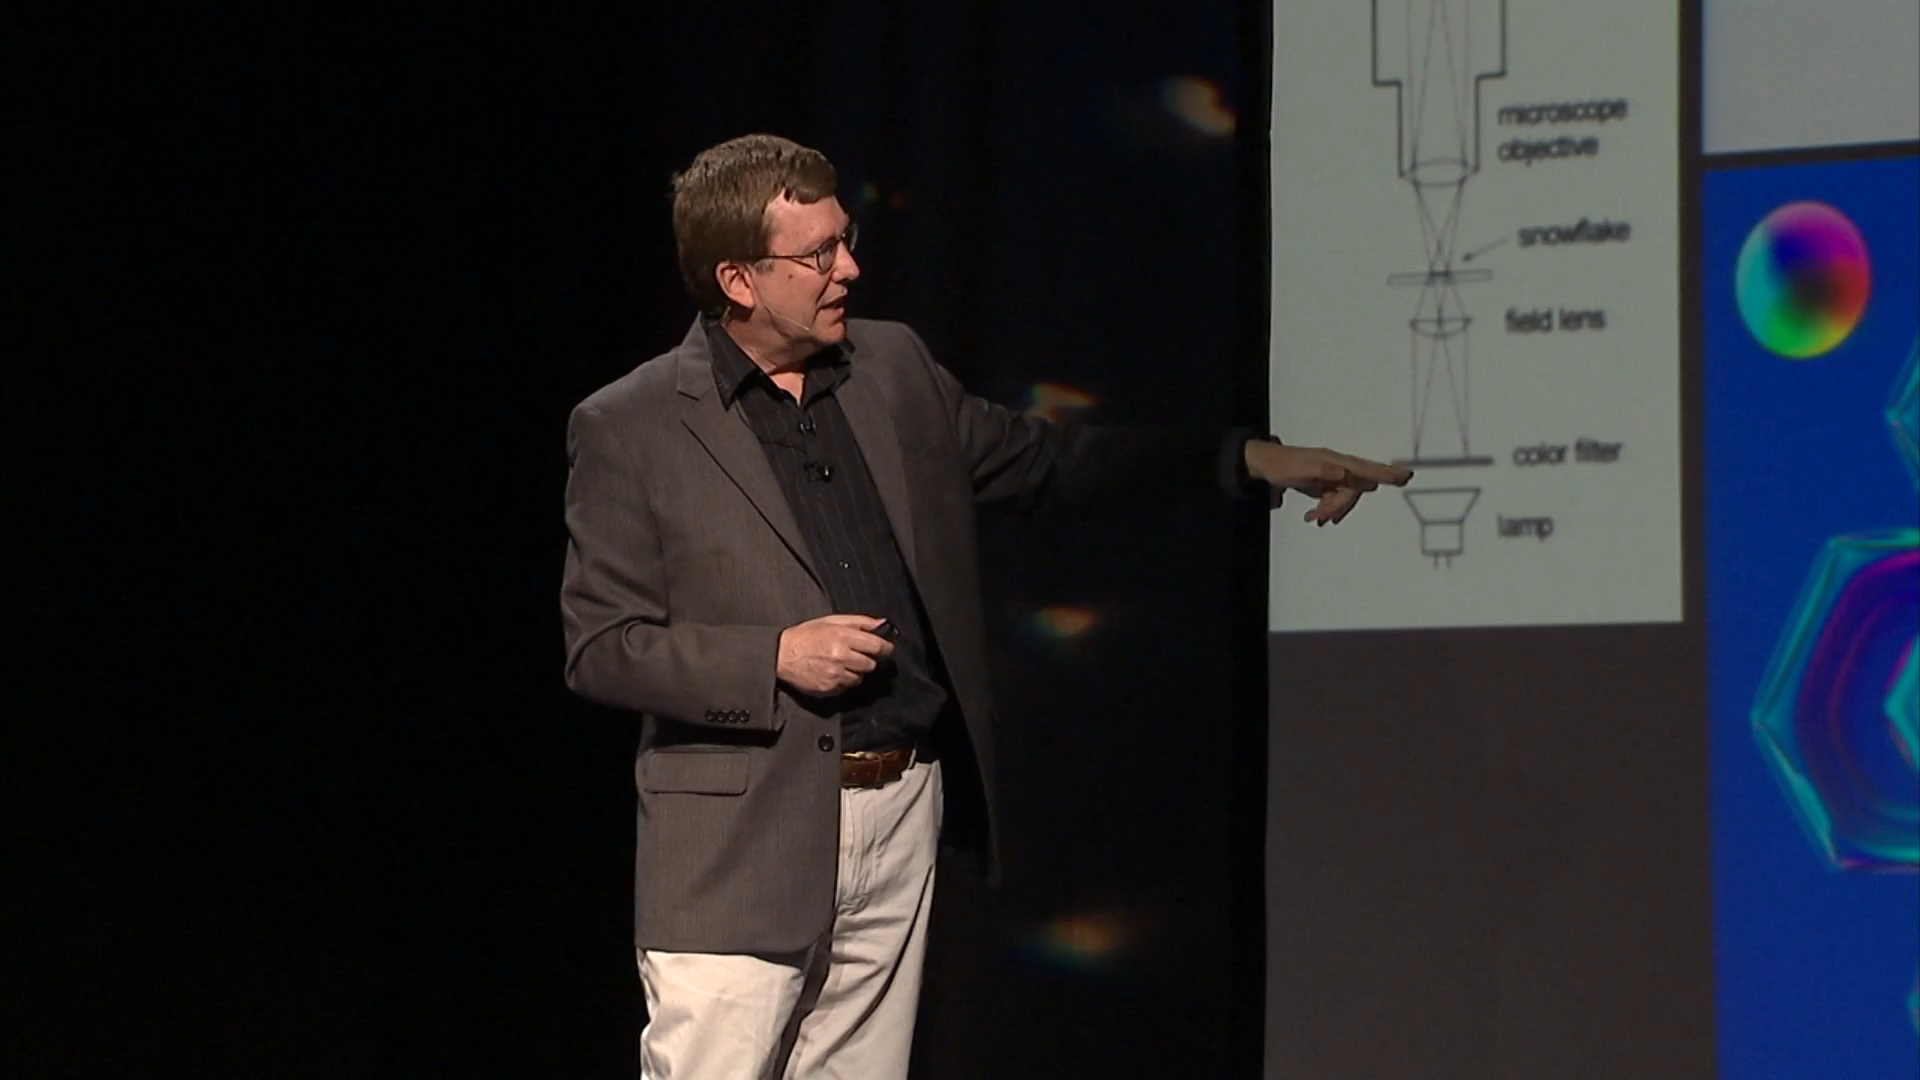 microscope
objective
snowflake
field lens
color filter
lamp